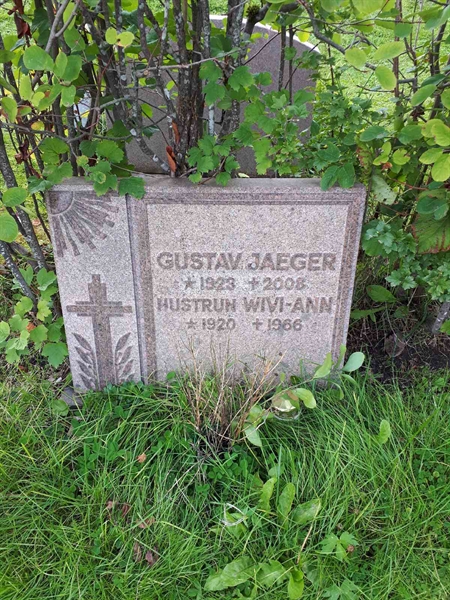 GUSTAV JAEGER
* 1923 + 2008
HUSTRUN WIVI-ANN
* 1920 + 1966